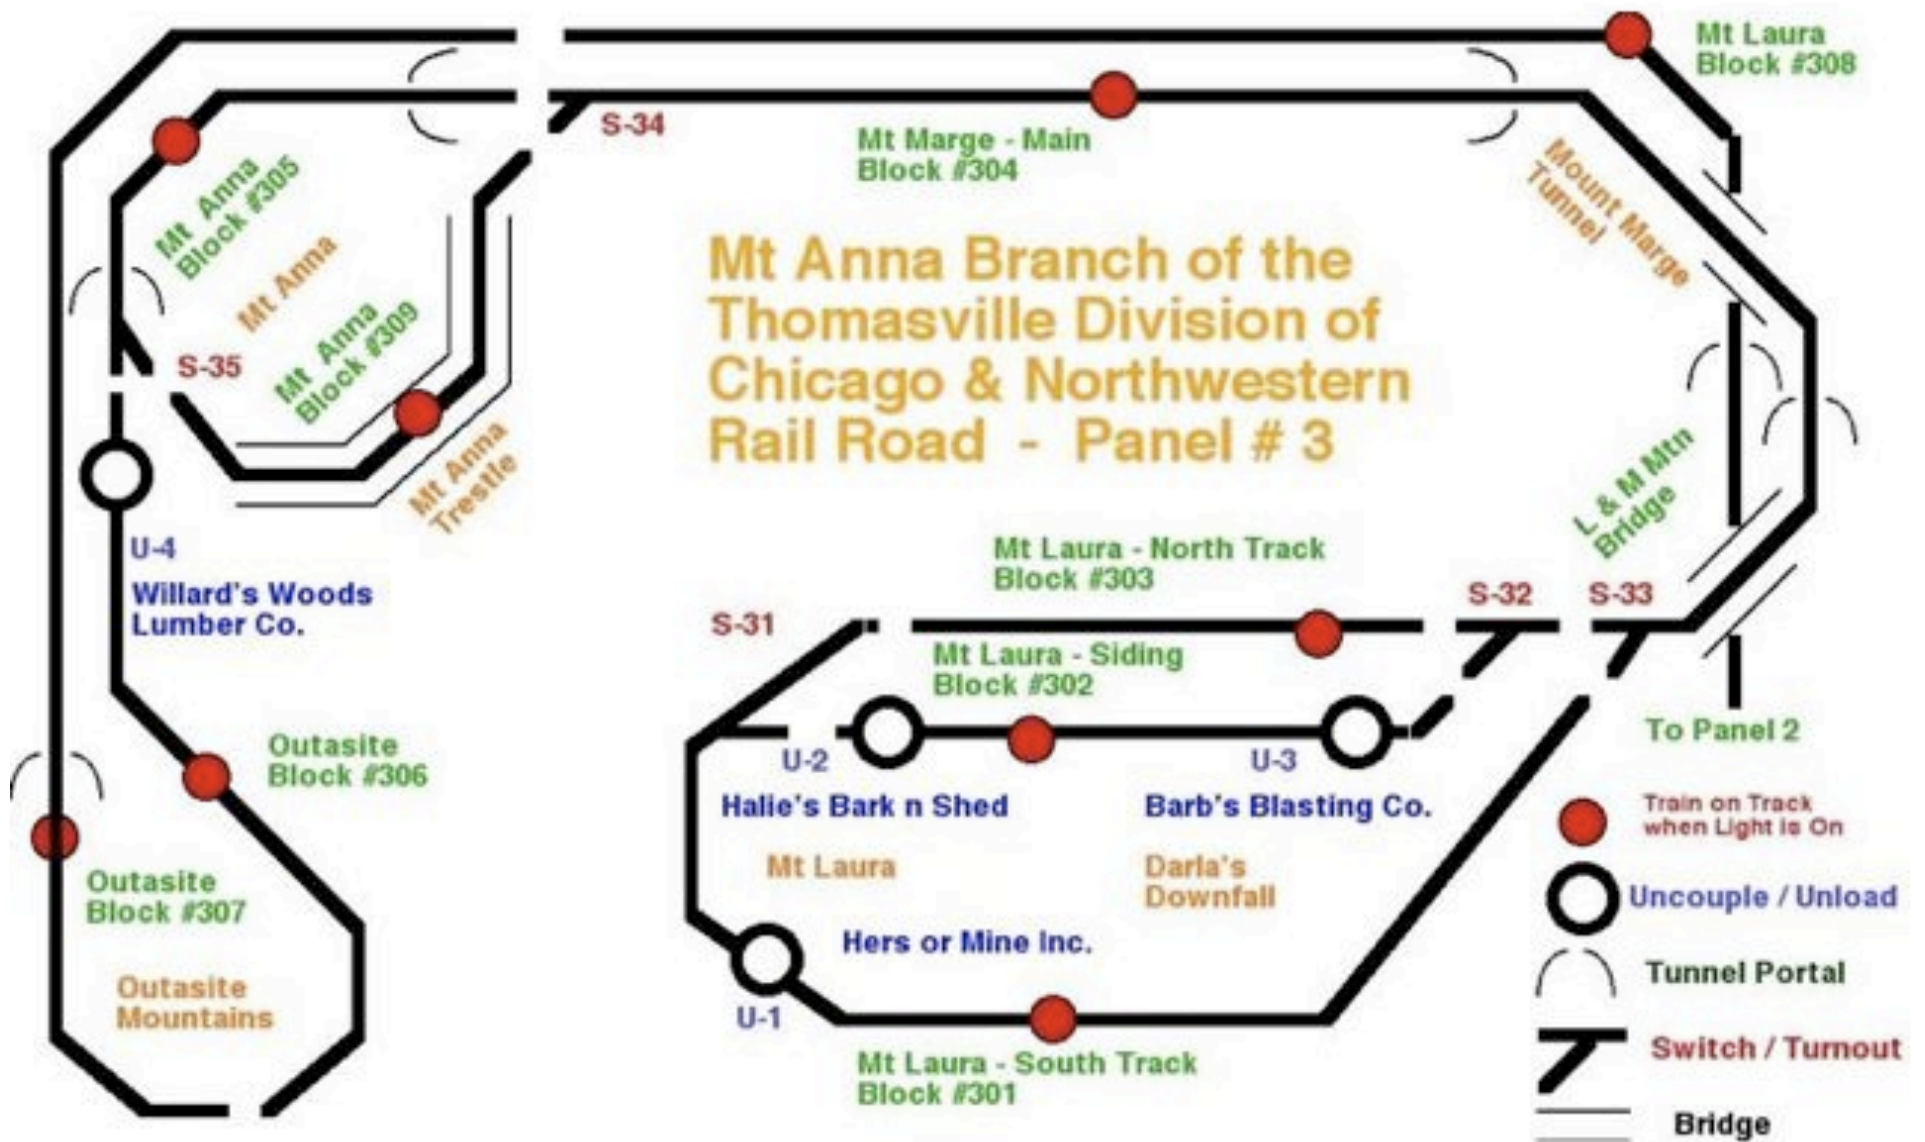 Mt Laura
Block #308
S-34
Mt Marge - Main
Block #304
Mt Anna
Block #305
Mount Marge
Tunnel
Mt Anna
Mt Anna Branch of the
Thomasville Division of
Chicago & Northwestern
Rail Road - Panel # 3
S-35
Mt Anna
Block #309
Mt Anna
Trestle
L & M Mtn
Bridge
U-4
Willard's Woods
Lumber Co.
Mt Laura - North Track
Block #303
S-31
S-32
S-33
Mt Laura - Siding
Block #302
To Panel 2
Outasite
Block #306
U-2
U-3
Halie's Bark n Shed
Barb's Blasting Co.
Train on Track
when Light is On
Mt Laura
Darla's
Downfall
Outasite
Block #307
Uncouple / Unload
Hers or Mine Inc.
Tunnel Portal
Outasite
Mountains
U-1
Switch / Turnout
Mt Laura - South Track
Block #301
Bridge